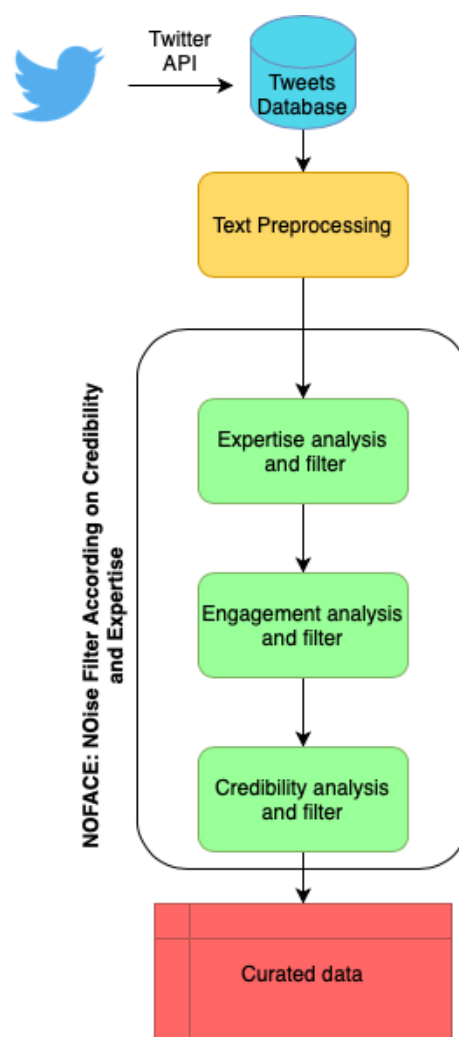 Twitter
API
Tweets
Database
Text Preprocessing
NOFACE: NOise Filter According on Credibility
and Expertise
Expertise analysis
and filter
Engagement analysis
and filter
Credibility analysis
and filter
Curated data